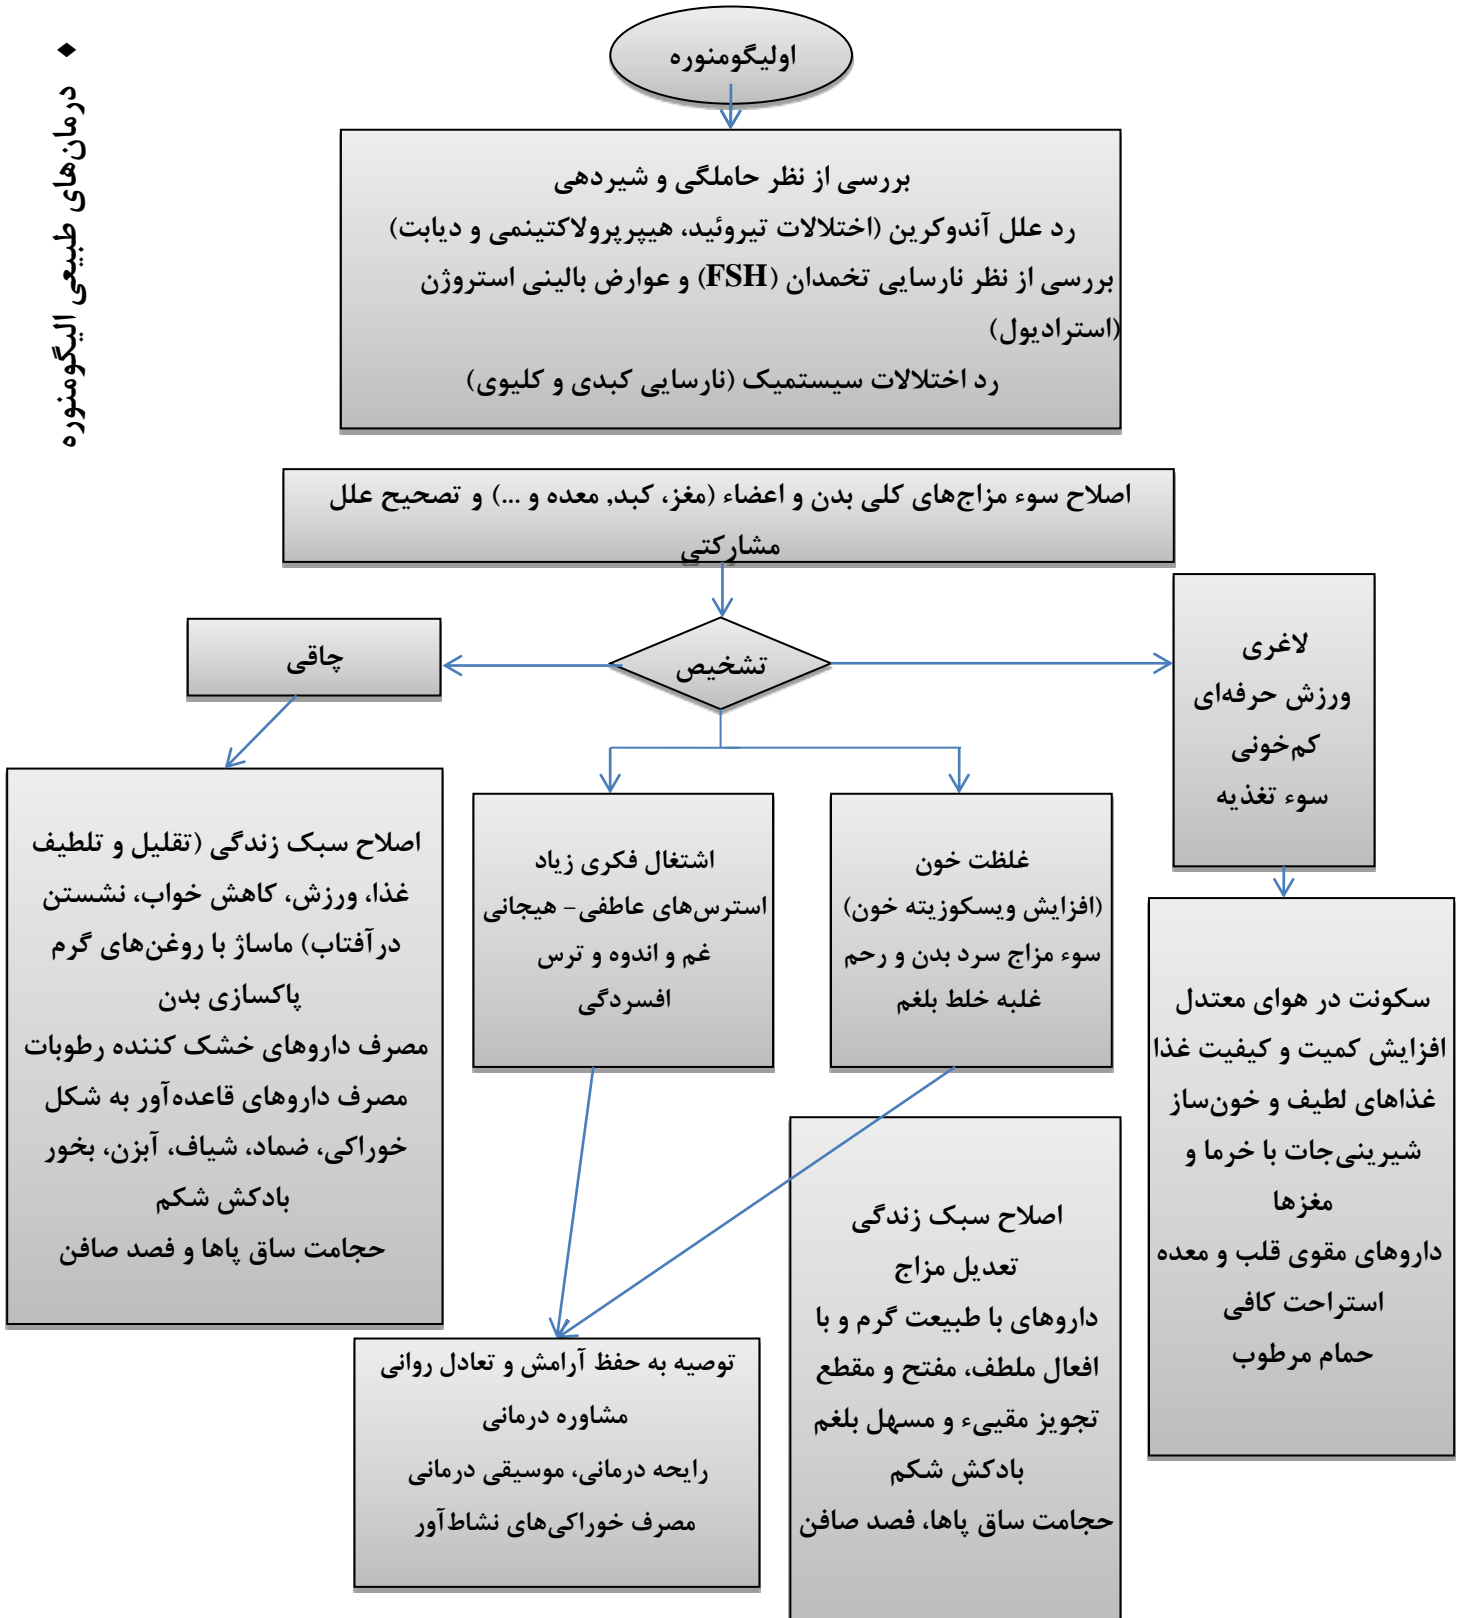 ♦ درمان‌های طبیعی الیگومنوره
اولیگومنوره
بررسی از نظر حاملگی و شیردهی
رد علل آندوکرین (اختلالات تیروئید، هیپرپرولاکتینمی و دیابت)
بررسی از نظر نارسایی تخمدان (FSH) و عوارض بالینی استروژن
(استرادیول)
رد اختلالات سیستمیک (نارسایی کبدی و کلیوی)
اصلاح سوء مزاج‌های کلی بدن و اعضاء (مغز، کبد, معده و ...) و تصحیح علل
مشارکتی
تشخیص
لاغری
ورزش حرفه‌ای
کم‌خونی
سوء تغذیه
چاقی
غلظت خون
(افزایش ویسکوزیته خون)
سوء مزاج سرد بدن و رحم
غلبه خلط بلغم
اشتغال فکری زیاد
استرس‌های عاطفی- هیجانی
غم و اندوه و ترس
افسردگی
اصلاح سبک زندگی (تقلیل و تلطیف
غذا، ورزش، کاهش خواب، نشستن
درآفتاب) ماساژ با روغن‌های گرم
پاکسازی بدن
مصرف داروهای خشک کننده رطوبات
مصرف داروهای قاعده‌آور به شکل
خوراکی، ضماد، شیاف، آبزن، بخور
بادکش شکم
حجامت ساق پاها و فصد صافن
سکونت در هوای معتدل
افزایش کمیت و کیفیت غذا
غذاهای لطیف و خون‌ساز
شیرینی‌جات با خرما و
مغزها
داروهای مقوی قلب و معده
استراحت کافی
حمام مرطوب
اصلاح سبک زندگی
تعدیل مزاج
داروهای با طبیعت گرم و با
افعال ملطف، مفتح و مقطع
تجویز مقییء و مسهل بلغم
بادکش شکم
حجامت ساق پاها، فصد صافن
توصیه به حفظ آرامش و تعادل روانی
مشاوره درمانی
رایحه درمانی، موسیقی درمانی
مصرف خوراکی‌های نشاط‌آور